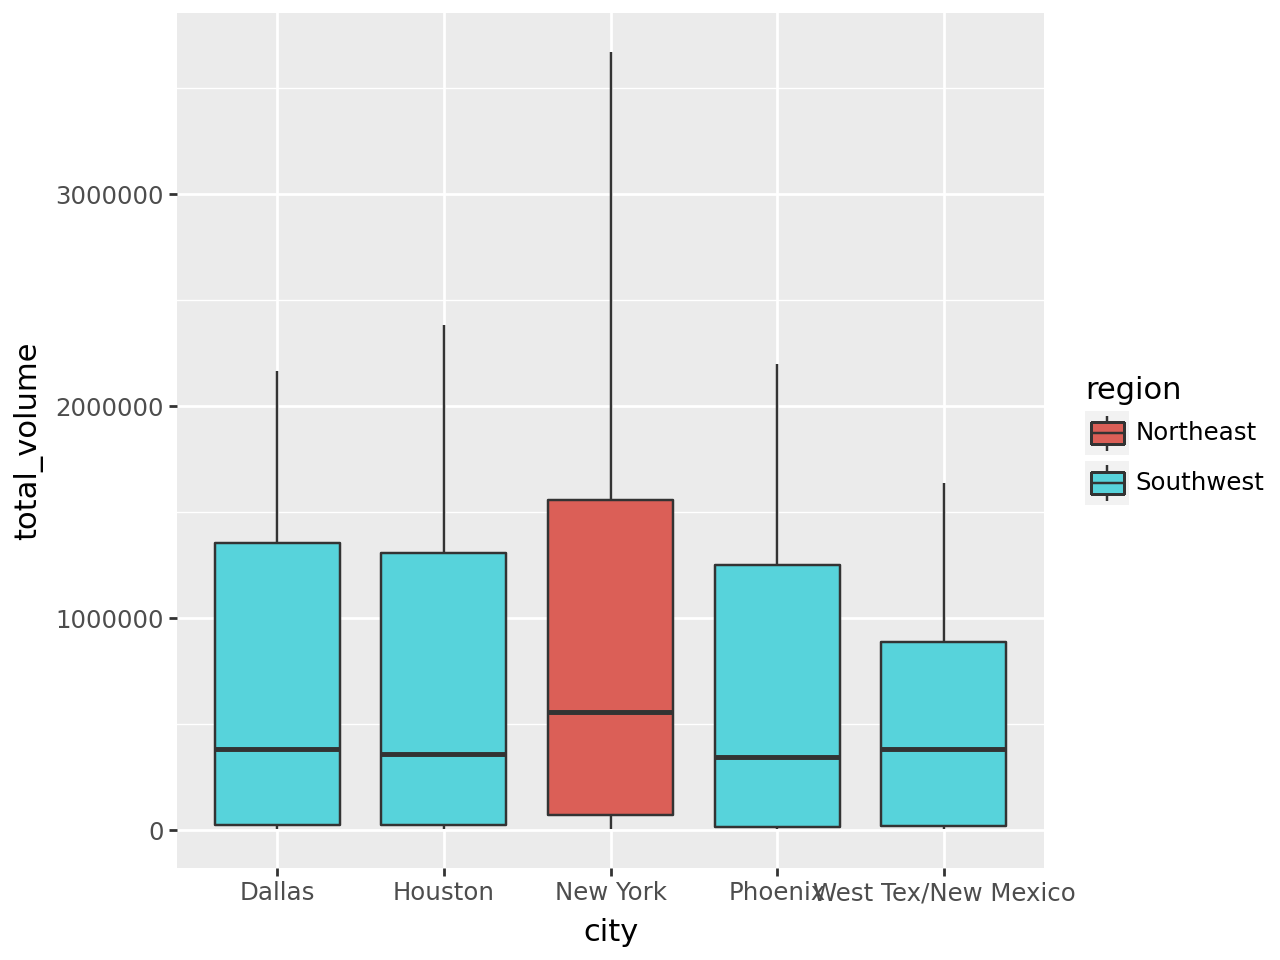 3000000
2000000
1000000
0
total_volume
Dallas
Houston
New York
Phoenix
West Tex/New Mexico
city
region
Northeast
Southwest